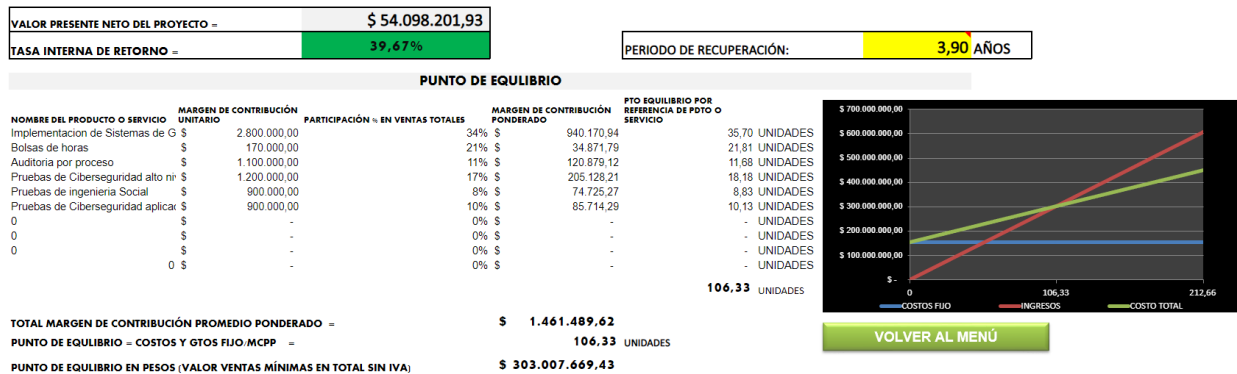 VALOR PRESENTE NETO DEL PROYECTO = $ 54.098.201,93
TASA INTERNA DE RETORNO = 39,67%
PERIODO DE RECUPERACIÓN: 3,90 AÑOS
PUNTO DE EQULIBRIO
NOMBRE DEL PRODUCTO O SERVICIO MARGEN DE CONTRIBUCIÓN UNITARIO PARTICIPACIÓN % EN VENTAS TOTALES MARGEN DE CONTRIBUCIÓN PONDERADO PTO EQUILIBRIO POR REFERENCIA DE PDTO O SERVICIO
Implementacion de Sistemas de G $ 2.800.000,00 34% $ 940.170,94 35,70 UNIDADES
Bolsas de horas $ 170.000,00 21% $ 34.871,79 21,81 UNIDADES
Auditoria por proceso $ 1.100.000,00 11% $ 120.879,12 11,68 UNIDADES
Pruebas de Ciberseguridad alto niv $ 1.200.000,00 17% $ 205.128,21 18,18 UNIDADES
Pruebas de ingenieria Social $ 900.000,00 8% $ 74.725,27 8,83 UNIDADES
Pruebas de Ciberseguridad aplicac $ 900.000,00 10% $ 85.714,29 10,13 UNIDADES
0 $ - 0% $ - - UNIDADES
0 $ - 0% $ - - UNIDADES
0 $ - 0% $ - - UNIDADES
0 $ - 0% $ - - UNIDADES
106,33 UNIDADES
TOTAL MARGEN DE CONTRIBUCIÓN PROMEDIO PONDERADO = $ 1.461.489,62
PUNTO DE EQULIBRIO = COSTOS Y GTOS FIJO/MCPP = 106,33 UNIDADES
PUNTO DE EQULIBRIO EN PESOS (VALOR VENTAS MÍNIMAS EN TOTAL SIN IVA) $ 303.007.669,43
$ 700.000.000,00
$ 600.000.000,00
$ 500.000.000,00
$ 400.000.000,00
$ 300.000.000,00
$ 200.000.000,00
$ 100.000.000,00
$ -
0 106,33 212,66
COSTOS FIJO INGRESOS COSTO TOTAL
VOLVER AL MENÚ